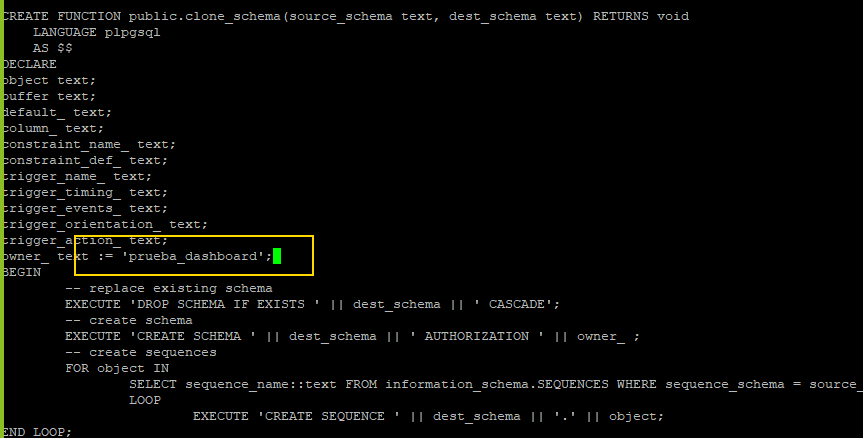 CREATE FUNCTION public.clone_schema(source_schema text, dest_schema text) RETURNS void
    LANGUAGE plpgsql
    AS $$
DECLARE
object text;
buffer text;
default_ text;
column_ text;
constraint_name_ text;
constraint_def_ text;
trigger_name_ text;
trigger_timing_ text;
trigger_events_ text;
trigger_orientation_ text;
trigger_action_ text;
owner_ text := 'prueba_dashboard';
BEGIN
        -- replace existing schema
        EXECUTE 'DROP SCHEMA IF EXISTS ' || dest_schema || ' CASCADE';
        -- create schema
        EXECUTE 'CREATE SCHEMA ' || dest_schema || ' AUTHORIZATION ' || owner_ ;
        -- create sequences
        FOR object IN
                SELECT sequence_name::text FROM information_schema.SEQUENCES WHERE sequence_schema = source_
                LOOP
                        EXECUTE 'CREATE SEQUENCE ' || dest_schema || '.' || object;
END LOOP;